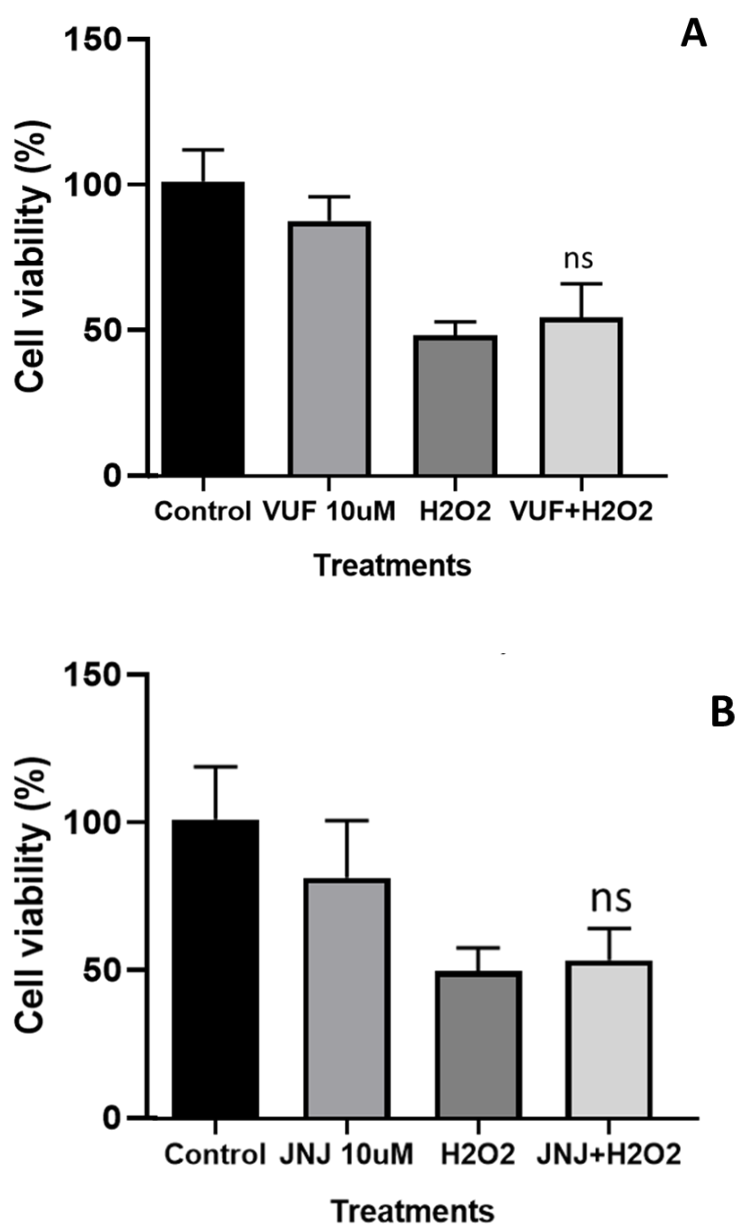 A
150
100
50
0
Cell viability (%)
ns
Control VUF 10uM H2O2 VUF+H2O2
Treatments
B
150
100
50
0
Cell viability (%)
ns
Control JNJ 10uM H2O2 JNJ+H2O2
Treatments